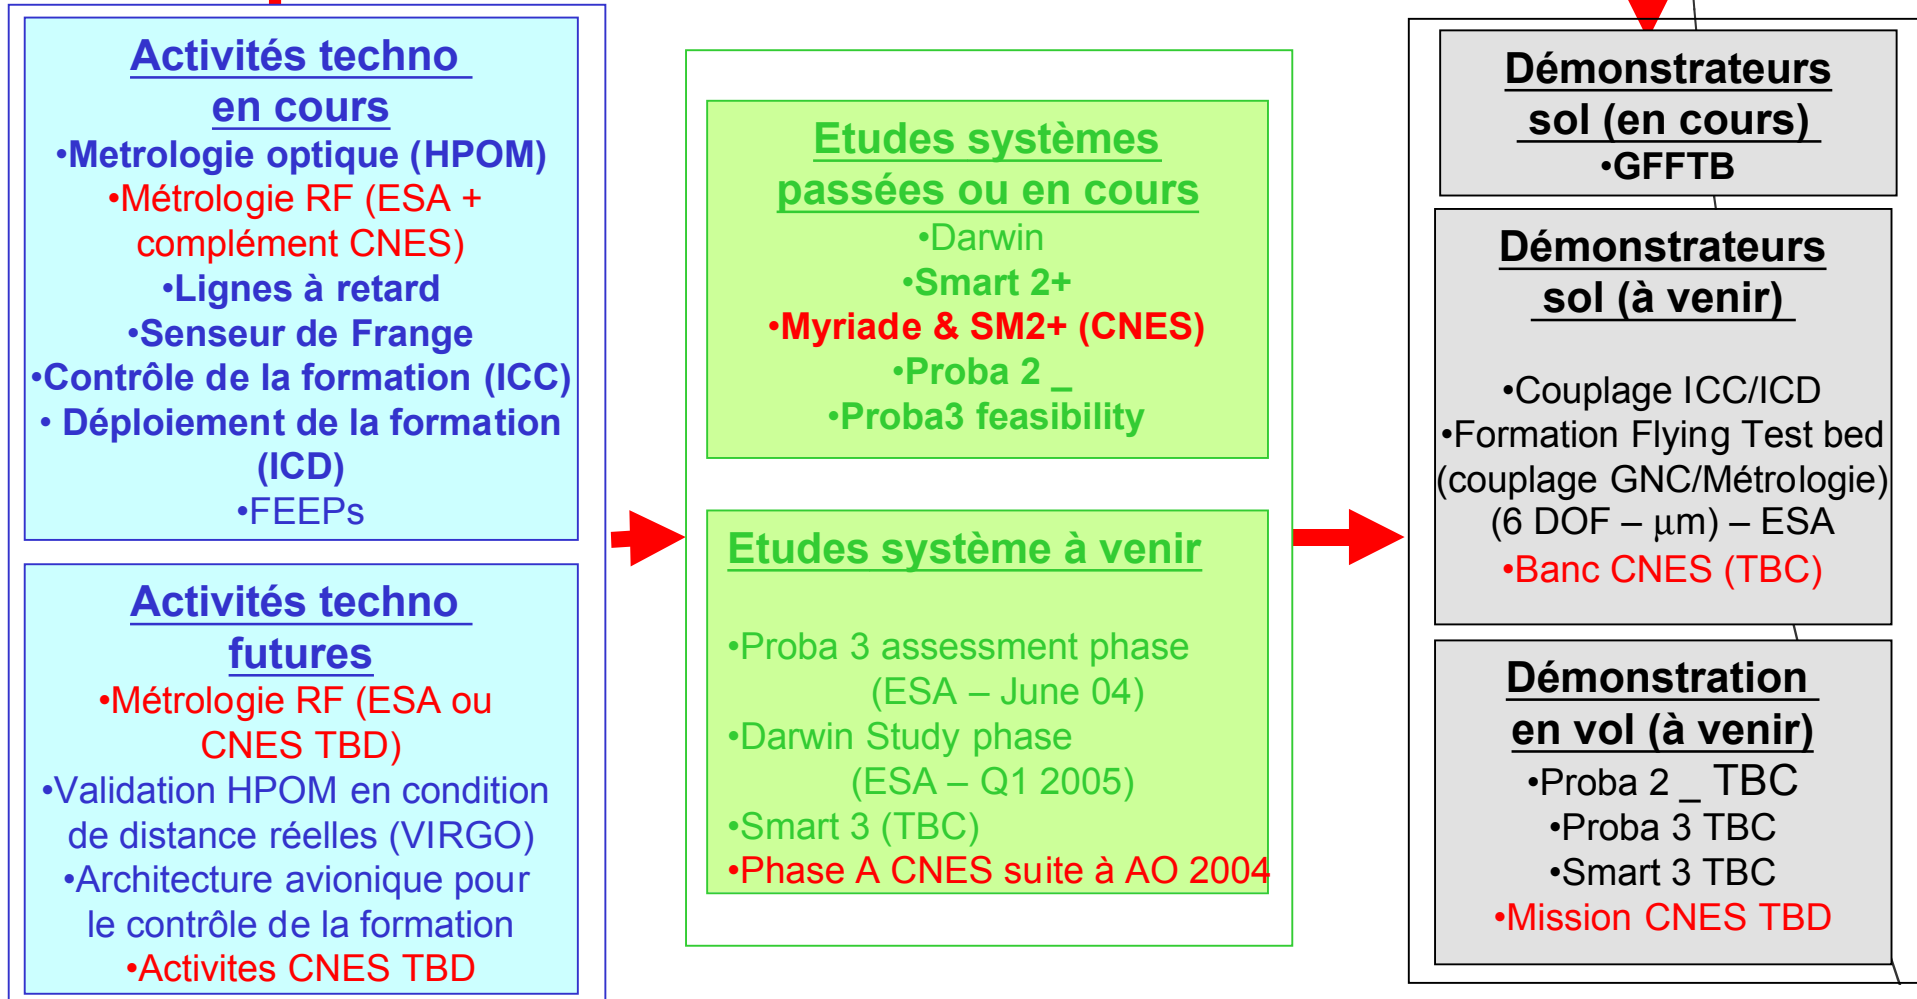 Activités techno
en cours
•Metrologie optique (HPOM)
•Métrologie RF (ESA +
complément CNES)
•Lignes à retard
•Senseur de Frange
•Contrôle de la formation (ICC)
• Déploiement de la formation
(ICD)
•FEEPs
Activités techno
futures
•Métrologie RF (ESA ou
CNES TBD)
•Validation HPOM en condition
de distance réelles (VIRGO)
•Architecture avionique pour
le contrôle de la formation
•Activites CNES TBD
Etudes systèmes
passées ou en cours
•Darwin
•Smart 2+
•Myriade & SM2+ (CNES)
•Proba 2 _
•Proba3 feasibility
Etudes système à venir
•Proba 3 assessment phase
(ESA – June 04)
•Darwin Study phase
(ESA – Q1 2005)
•Smart 3 (TBC)
•Phase A CNES suite à AO 2004
Démonstrateurs
sol (en cours)
•GFFTB
Démonstrateurs
sol (à venir)
•Couplage ICC/ICD
•Formation Flying Test bed
(couplage GNC/Métrologie)
(6 DOF – μm) – ESA
•Banc CNES (TBC)
Démonstration
en vol (à venir)
•Proba 2 _ TBC
•Proba 3 TBC
•Smart 3 TBC
•Mission CNES TBD